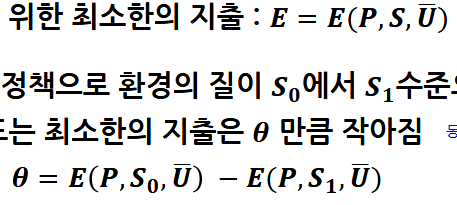 위한 최소한의 지출 : E = E(P, S, U̅)
정책으로 환경의 질이 S₀에서 S₁수준으
드는 최소한의 지출은 θ 만큼 작아짐
θ = E(P, S₀, U̅) − E(P, S₁, U̅)